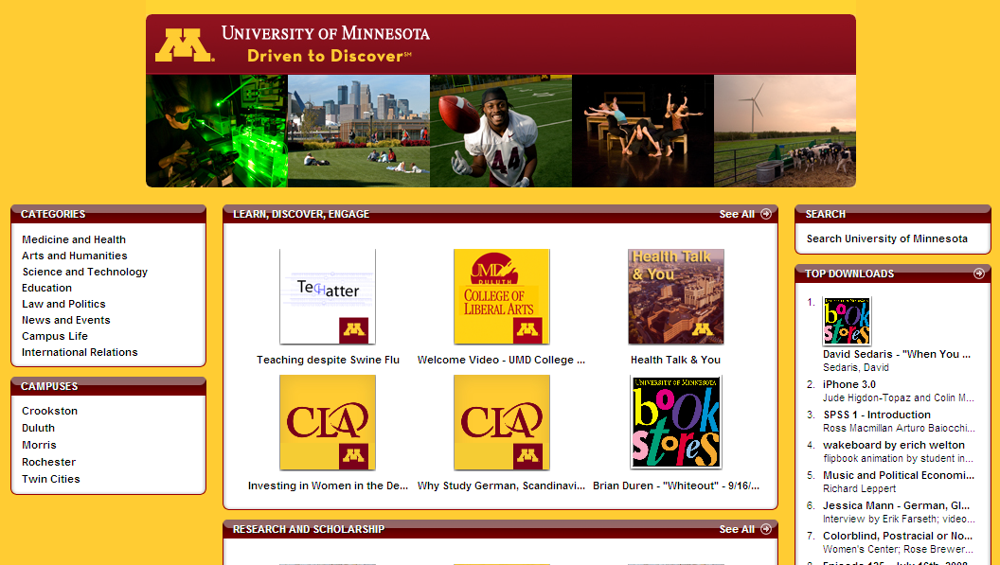 M
University of Minnesota
Driven to Discover℠
44
CATEGORIES
Medicine and Health
Arts and Humanities
Science and Technology
Education
Law and Politics
News and Events
Campus Life
International Relations
CAMPUSES
Crookston
Duluth
Morris
Rochester
Twin Cities
LEARN, DISCOVER, ENGAGE
See All
TecHatter
M
Teaching despite Swine Flu
UMD
DULUTH
COLLEGE OF
LIBERAL ARTS
M
Welcome Video - UMD College ...
Health Talk
& You
M
Health Talk & You
CLA
M
Investing in Women in the De...
CLA
M
Why Study German, Scandinavi...
UNIVERSITY OF MINNESOTA
book
stores
Brian Duren - "Whiteout" - 9/16/...
RESEARCH AND SCHOLARSHIP
See All
SEARCH
Search University of Minnesota
TOP DOWNLOADS
1.
University of Minnesota
book
stores
David Sedaris - "When You ...
Sedaris, David
2. iPhone 3.0
Jude Higdon-Topaz and Colin M...
3. SPSS 1 - Introduction
Ross Macmillan Arturo Baiocchi...
4. wakeboard by erich welton
flipbook animation by student in...
5. Music and Political Economi...
Richard Leppert
6. Jessica Mann - German, Gl...
Interview by Erik Farseth; video...
7. Colorblind, Postracial or No...
Women's Center; Rose Brewer...